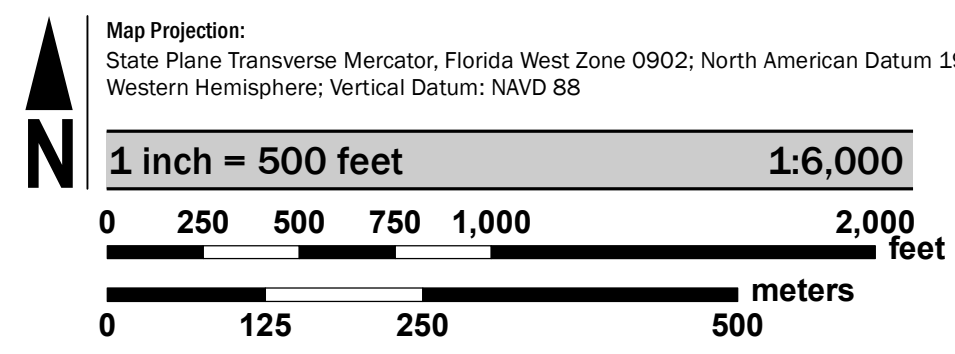 Map Projection:
State Plane Transverse Mercator, Florida West Zone 0902; North American Datum
Western Hemisphere; Vertical Datum: NAVD 88
N
1 inch = 500 feet 1:6,000
0 250 500 750 1,000 2,000
feet
meters
0 125 250 500